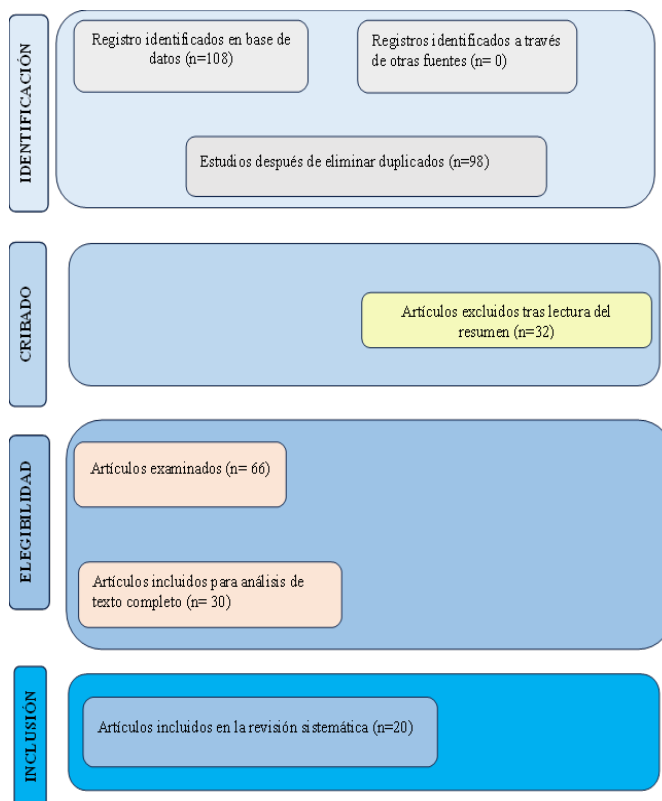 IDENTIFICACIÓN
Registro identificados en base de
datos (n=108)
Registros identificados a través
de otras fuentes (n= 0)
Estudios después de eliminar duplicados (n=98)
CRIBADO
Artículos excluidos tras lectura del
resumen (n=32)
ELEGIBILIDAD
Artículos examinados (n= 66)
Artículos incluidos para análisis de
texto completo (n= 30)
INCLUSIÓN
Artículos incluidos en la revisión sistemática (n=20)